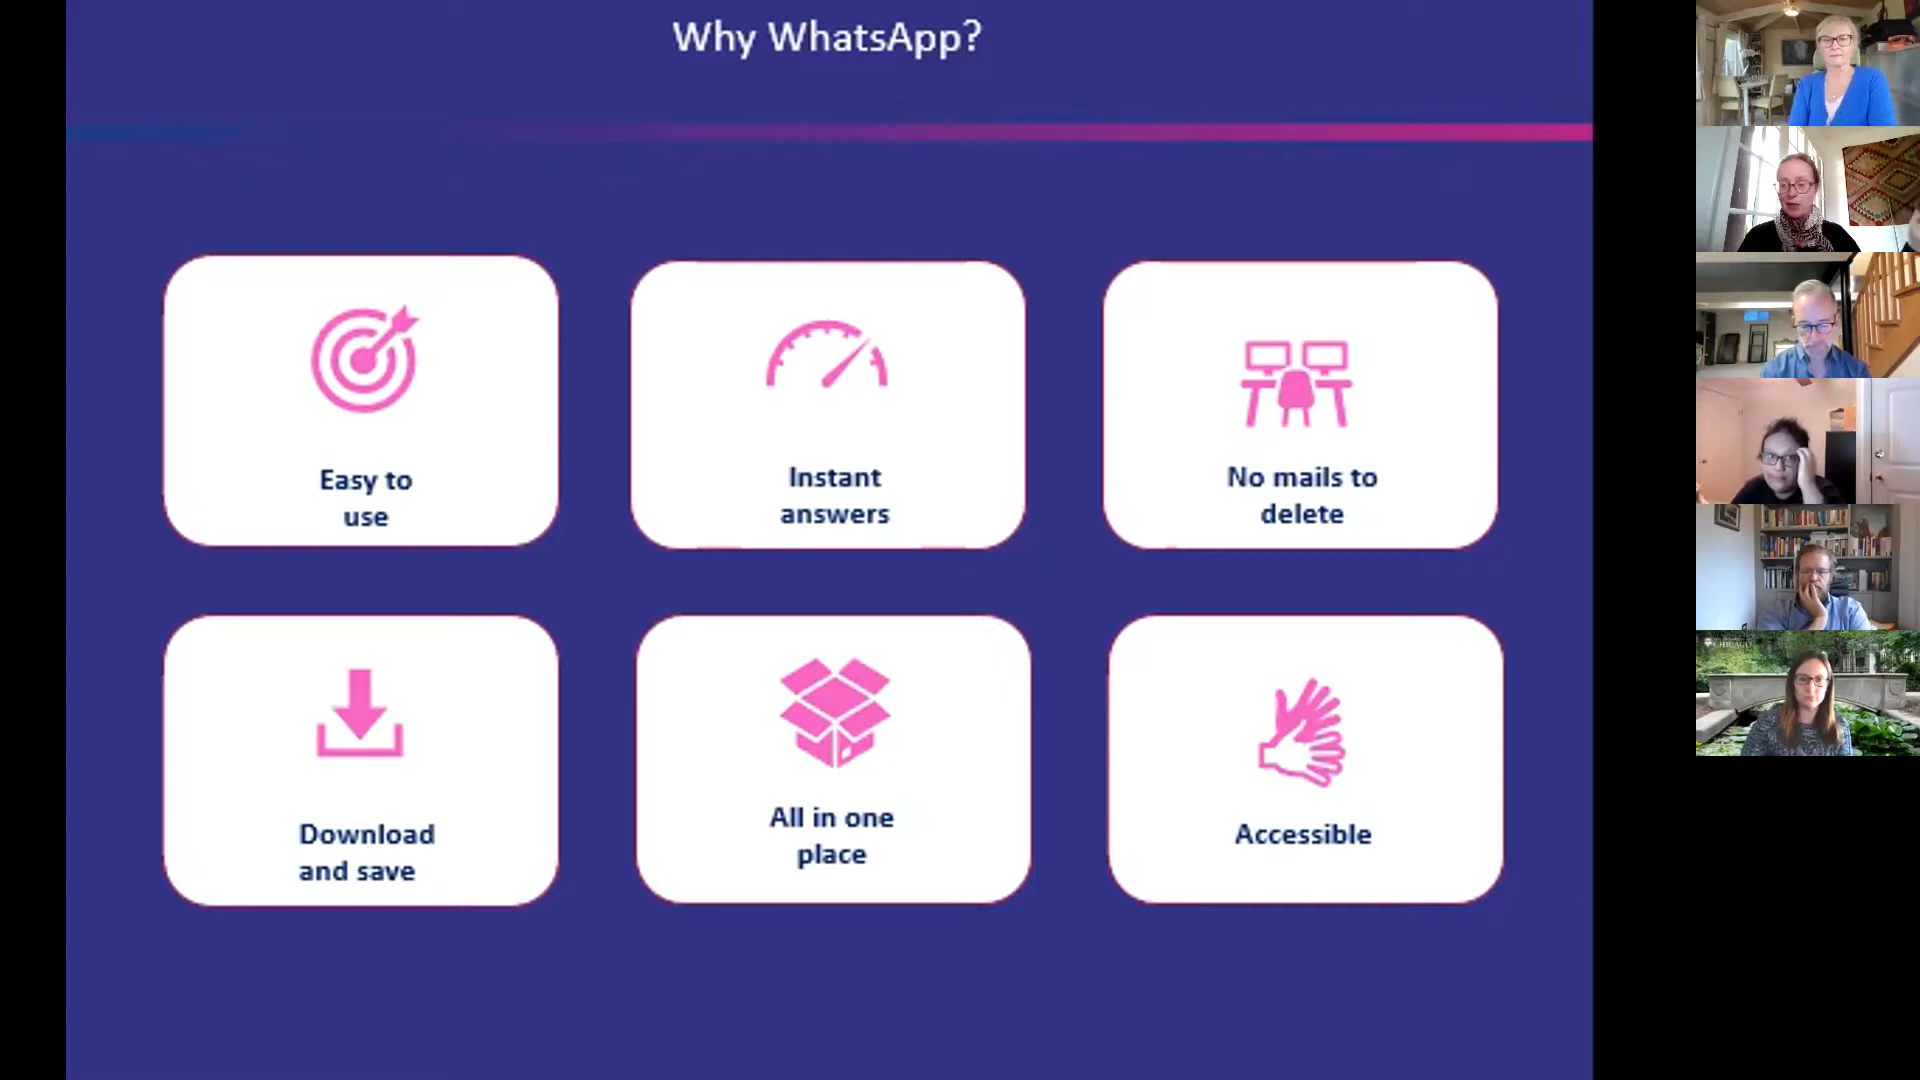 Why WhatsApp?
Easy to
use
Instant
answers
No mails to
delete
Download
and save
All in one
place
Accessible
CHICAGO